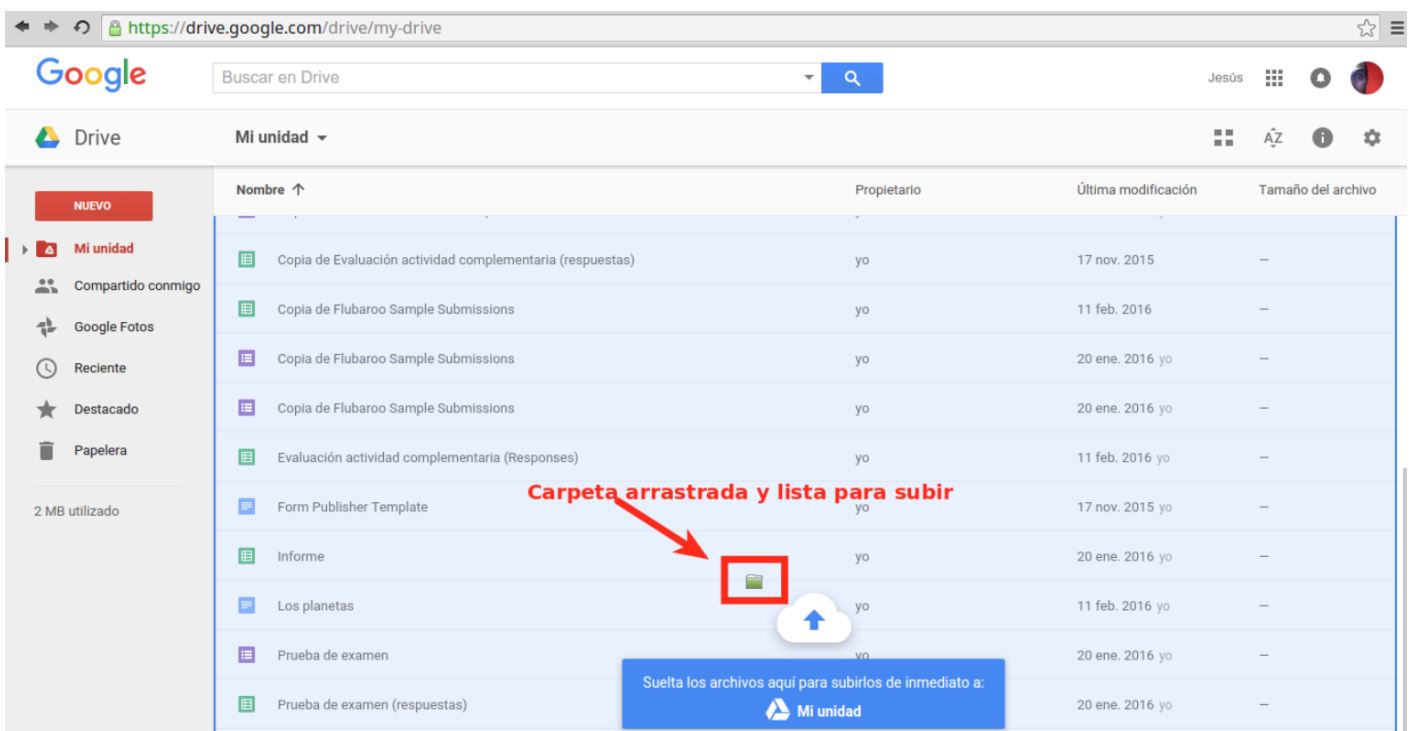 https://drive.google.com/drive/my-drive
Google
Buscar en Drive
Jesús
Drive
Mi unidad
AZ
NUEVO
Mi unidad
Compartido conmigo
Google Fotos
Reciente
Destacado
Papelera
2 MB utilizado
Nombre Propietario Última modificación Tamaño del archivo
Copia de Evaluación actividad complementaria (respuestas) yo 17 nov. 2015 –
Copia de Flubaroo Sample Submissions yo 11 feb. 2016 –
Copia de Flubaroo Sample Submissions yo 20 ene. 2016 yo –
Copia de Flubaroo Sample Submissions yo 20 ene. 2016 yo –
Evaluación actividad complementaria (Responses) yo 11 feb. 2016 yo –
Carpeta arrastrada y lista para subir
Form Publisher Template yo 17 nov. 2015 yo –
Informe yo 20 ene. 2016 yo –
Los planetas yo 11 feb. 2016 yo –
Prueba de examen yo 20 ene. 2016 yo –
Suelta los archivos aquí para subirlos de inmediato a:
Mi unidad
Prueba de examen (respuestas) 20 ene. 2016 yo –